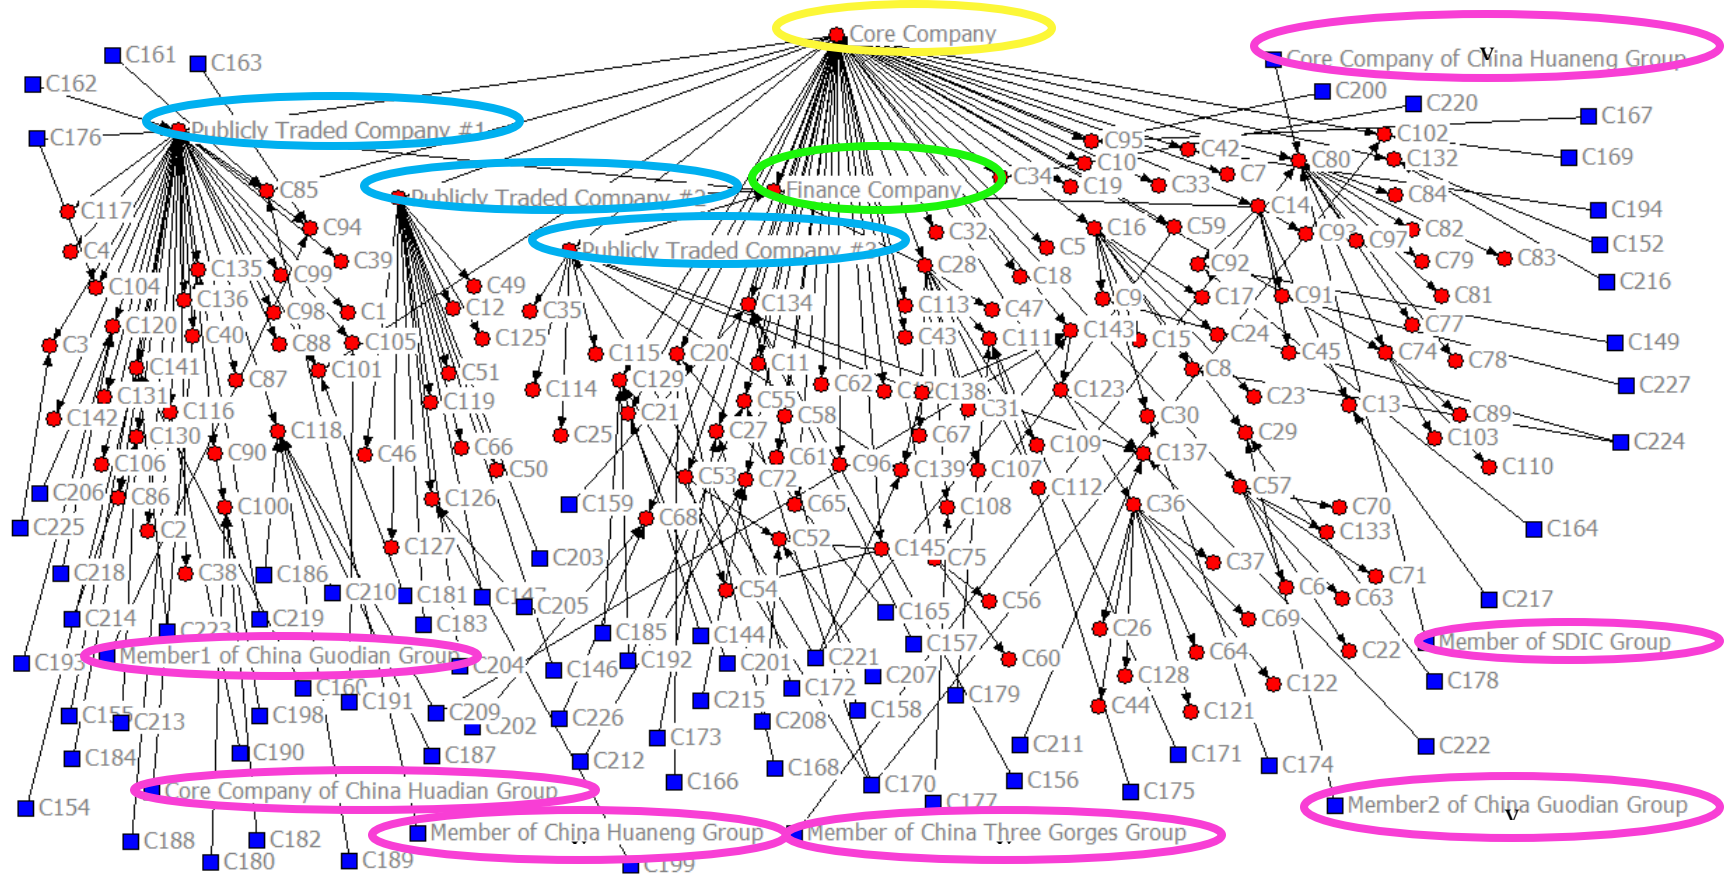 Core Company
Core Company of China Huaneng Group
v
C161
C163
C162
C200
C220
C167
Publicly Traded Company #1
C176
C95
C42
C102
C80
C132
C169
C10
C34
C19
C33
C7
C85
Publicly Traded Company #2
Finance Company
C84
C194
C117
C14
C94
C32
C16
C59
C93
C97
C82
C152
C4
C39
Publicly Traded Company
C5
C28
C92
C79
C83
C135
C99
C18
C216
C104
C49
C136
C98
C1
C12
C35
C134
C113
C47
C9
C17
C91
C81
C120
C40
C88
C105
C125
C43
C111
C143
C15
C24
C77
C3
C149
C115
C20
C45
C74
C78
C141
C101
C51
C11
C8
C87
C114
C129
C62
C138
C123
C227
C131
C119
C55
C23
C142
C116
C21
C58
C31
C30
C13
C89
C130
C118
C25
C27
C67
C29
C103
C224
C90
C46
C66
C109
C137
C106
C50
C61
C96
C139
C107
C110
C53
C72
C206
C86
C126
C159
C65
C112
C57
C100
C68
C108
C36
C70
C225
C2
C133
C164
C127
C52
C145
C203
C75
C37
C218
C38
C186
C71
C54
C6
C210
C181
C147
C205
C56
C63
C217
C214
C219
C183
C165
C69
C223
C185
C144
C26
C157
Member of SDIC Group
C193
Member1 of China Guodian Group
C204
C146
C192
C201
C221
C60
C64
C22
C207
C128
C178
C160
C172
C122
C191
C215
C179
C155
C213
C198
C209
C202
C226
C208
C158
C44
C121
C173
C211
C222
C190
C187
C184
C212
C168
C171
C174
C166
C170
C156
Core Company of China Huadian Group
C175
C154
C177
Member2 of China Guodian Group
v
Member of China Huaneng Group
Member of China Three Gorges Group
C188
C182
C180
C189
C199